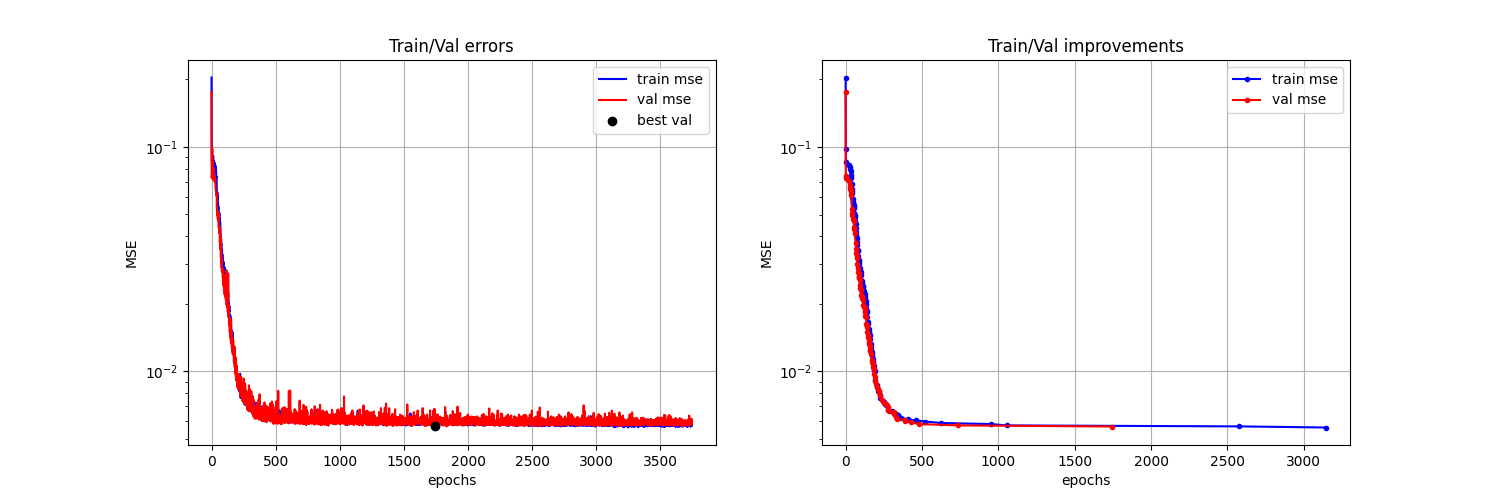 Train/Val errors
train mse
val mse
best val
10⁻¹
10⁻²
MSE
0 500 1000 1500 2000 2500 3000 3500
epochs
Train/Val improvements
train mse
val mse
10⁻¹
10⁻²
MSE
0 500 1000 1500 2000 2500 3000
epochs